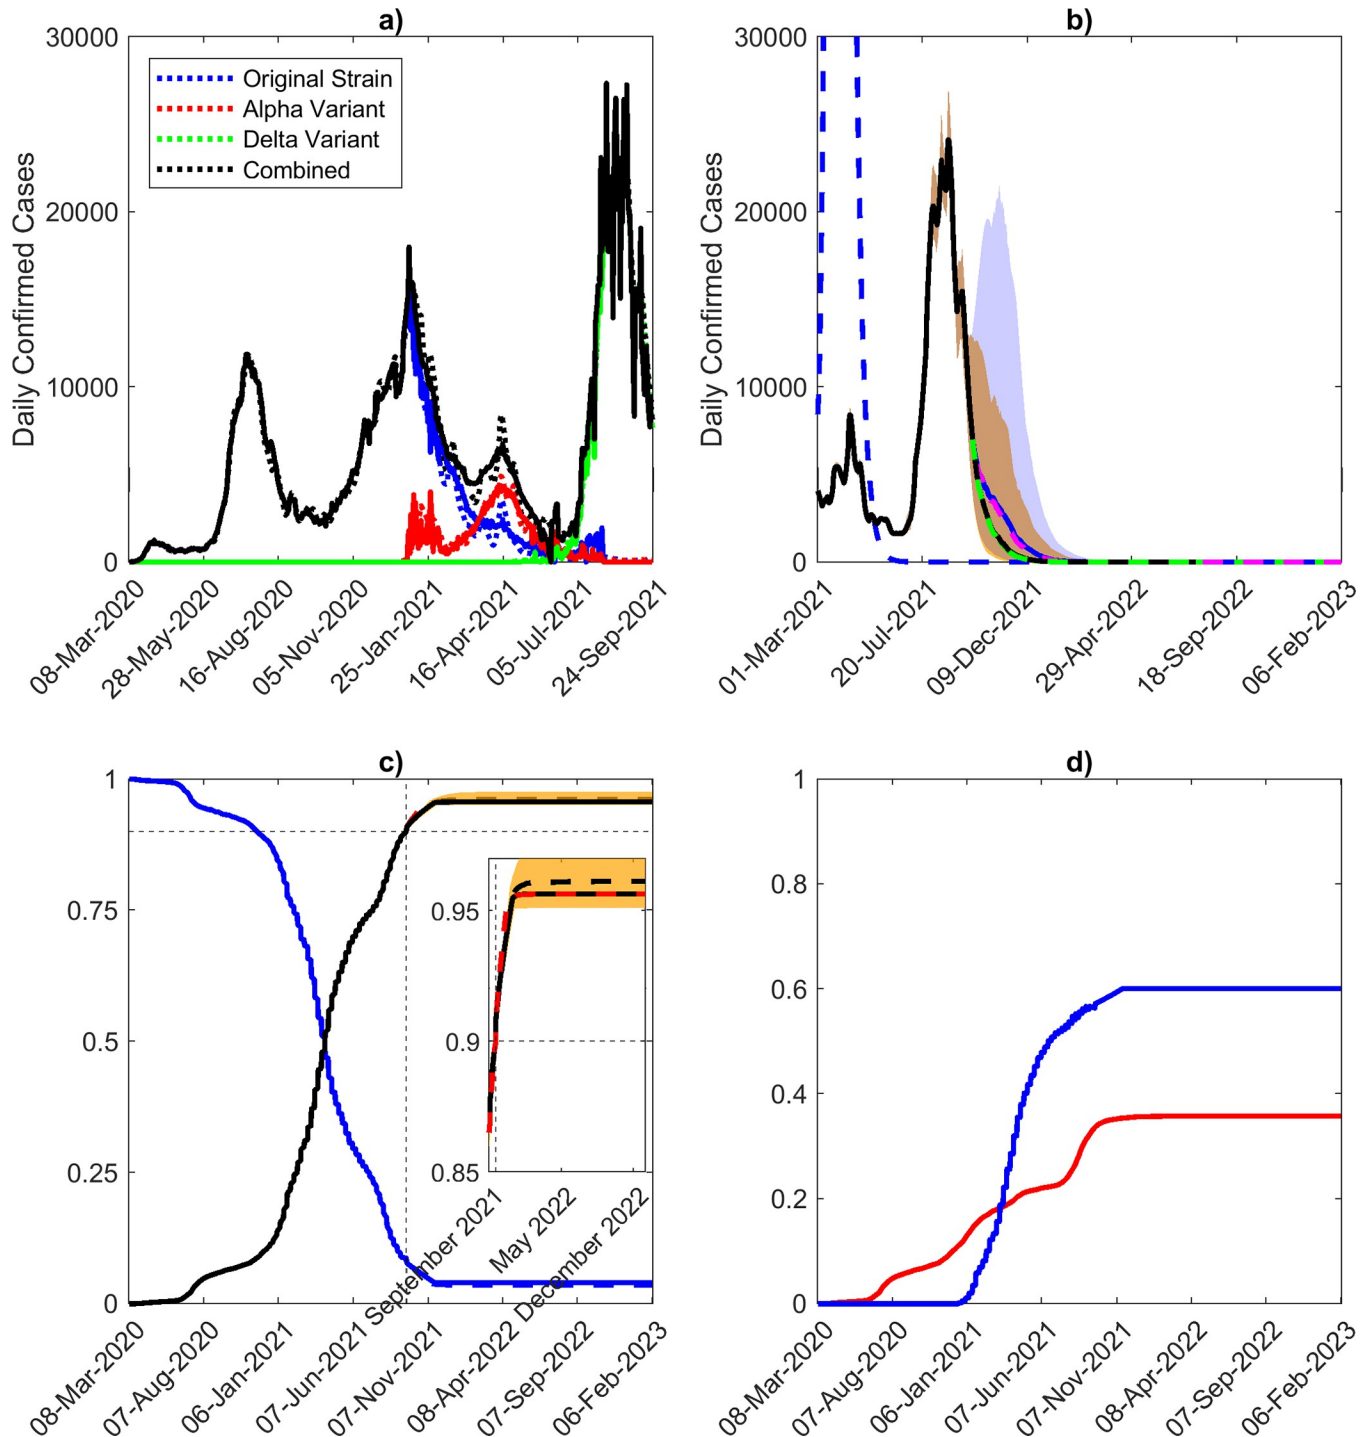 a)
Daily Confirmed Cases
30000
20000
10000
0
Original Strain
Alpha Variant
Delta Variant
Combined
08-Mar-2020
28-May-2020
16-Aug-2020
05-Nov-2020
25-Jan-2021
16-Apr-2021
05-Jul-2021
24-Sep-2021
b)
Daily Confirmed Cases
30000
20000
10000
0
01-Mar-2021
20-Jul-2021
09-Dec-2021
29-Apr-2022
18-Sep-2022
06-Feb-2023
c)
1
0.75
0.5
0.25
0
0.95
0.9
0.85
September 2021
May 2022
December 2022
08-Mar-2020
07-Aug-2020
06-Jan-2021
07-Jun-2021
07-Nov-2021
08-Apr-2022
07-Sep-2022
06-Feb-2023
d)
1
0.8
0.6
0.4
0.2
0
08-Mar-2020
07-Aug-2020
06-Jan-2021
07-Jun-2021
07-Nov-2021
08-Apr-2022
07-Sep-2022
06-Feb-2023